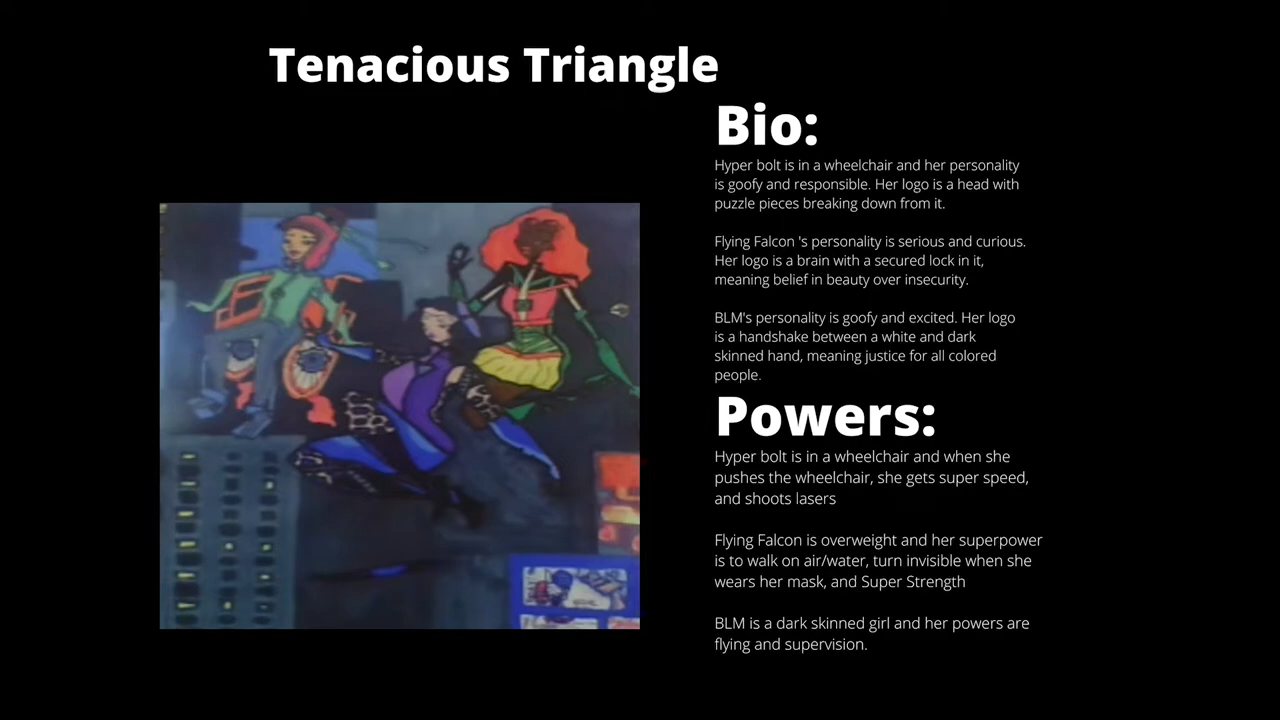 Tenacious Triangle
Bio:
Hyper bolt is in a wheelchair and her personality
is goofy and responsible. Her logo is a head with
puzzle pieces breaking down from it.
Flying Falcon 's personality is serious and curious.
Her logo is a brain with a secured lock in it,
meaning belief in beauty over insecurity.
BLM's personality is goofy and excited. Her logo
is a handshake between a white and dark
skinned hand, meaning justice for all colored
people.
Powers:
Hyper bolt is in a wheelchair and when she
pushes the wheelchair, she gets super speed,
and shoots lasers
Flying Falcon is overweight and her superpower
is to walk on air/water, turn invisible when she
wears her mask, and Super Strength
BLM is a dark skinned girl and her powers are
flying and supervision.